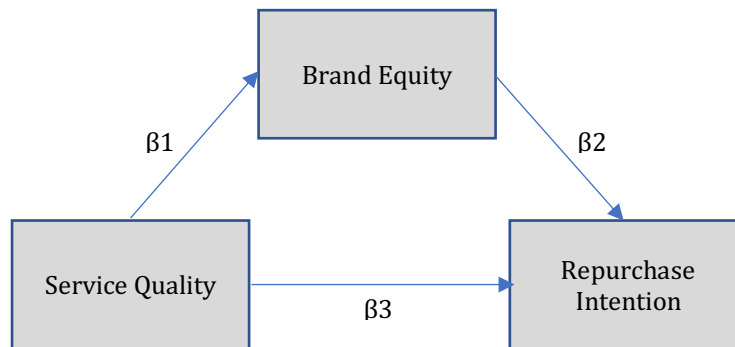 Brand Equity
β1
β2
Service Quality
Repurchase
Intention
β3